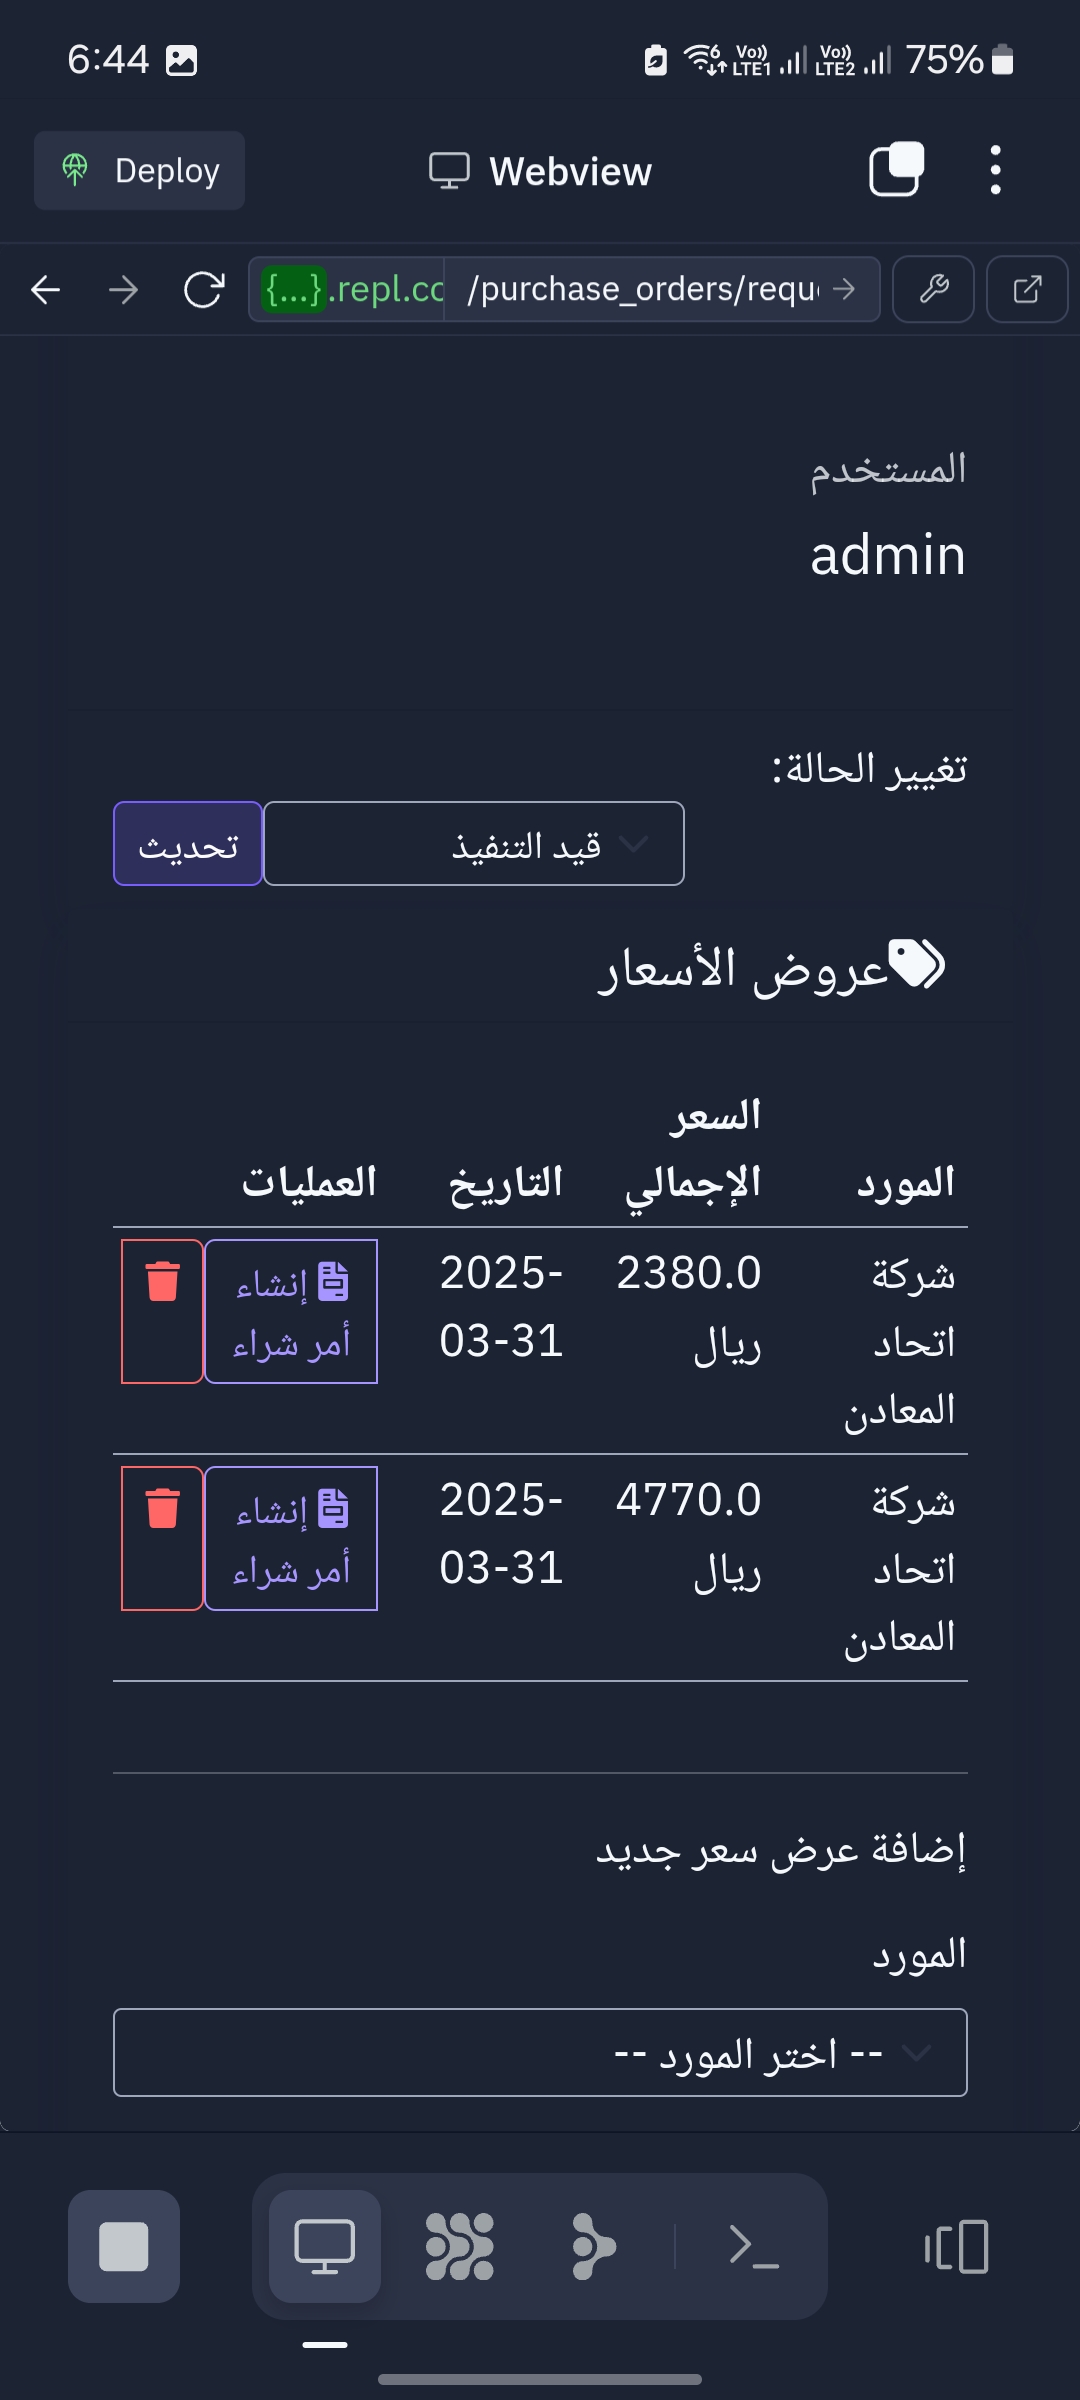 6:44
Vo)) LTE1 Vo)) LTE2 75%
Deploy
Webview
{...}.repl.co /purchase_orders/requ
المستخدم
admin
تغيير الحالة:
قيد التنفيذ
تحديث
عروض الأسعار
المورد السعر الإجمالي التاريخ العمليات
شركة اتحاد المعادن
2380.0 ريال
2025-03-31
إنشاء أمر شراء
شركة اتحاد المعادن
4770.0 ريال
2025-03-31
إنشاء أمر شراء
إضافة عرض سعر جديد
المورد
-- اختر المورد --